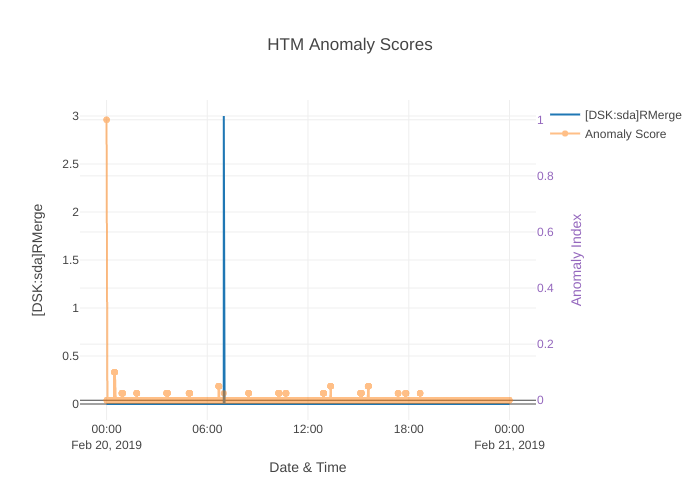 HTM Anomaly Scores
[DSK:sda]RMerge
Anomaly Score
3
2.5
2
1.5
1
0.5
0
[DSK:sda]RMerge
1
0.8
0.6
0.4
0.2
0
Anomaly Index
00:00 06:00 12:00 18:00 00:00
Feb 20, 2019 Feb 21, 2019
Date & Time